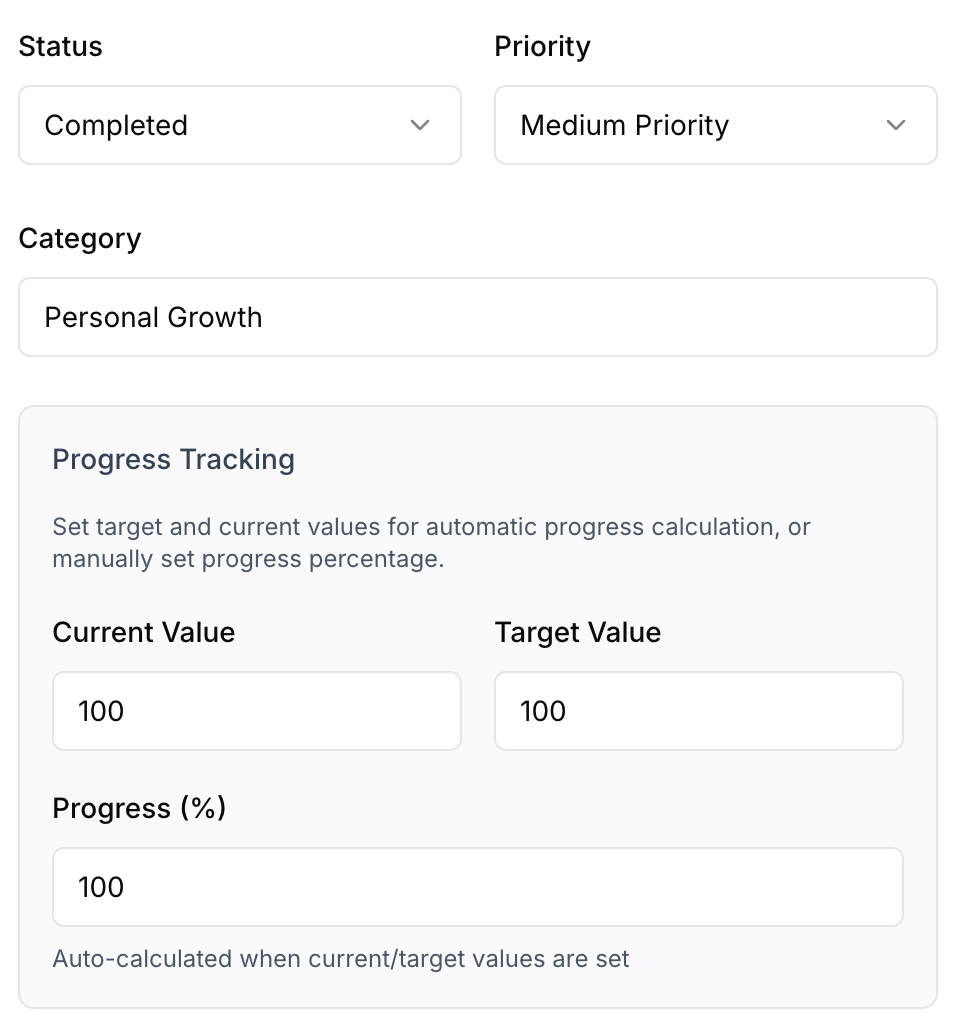 Status
Priority
Completed
Medium Priority
Category
Personal Growth
Progress Tracking
Set target and current values for automatic progress calculation, or
manually set progress percentage.
Current Value
Target Value
100
100
Progress (%)
100
Auto-calculated when current/target values are set